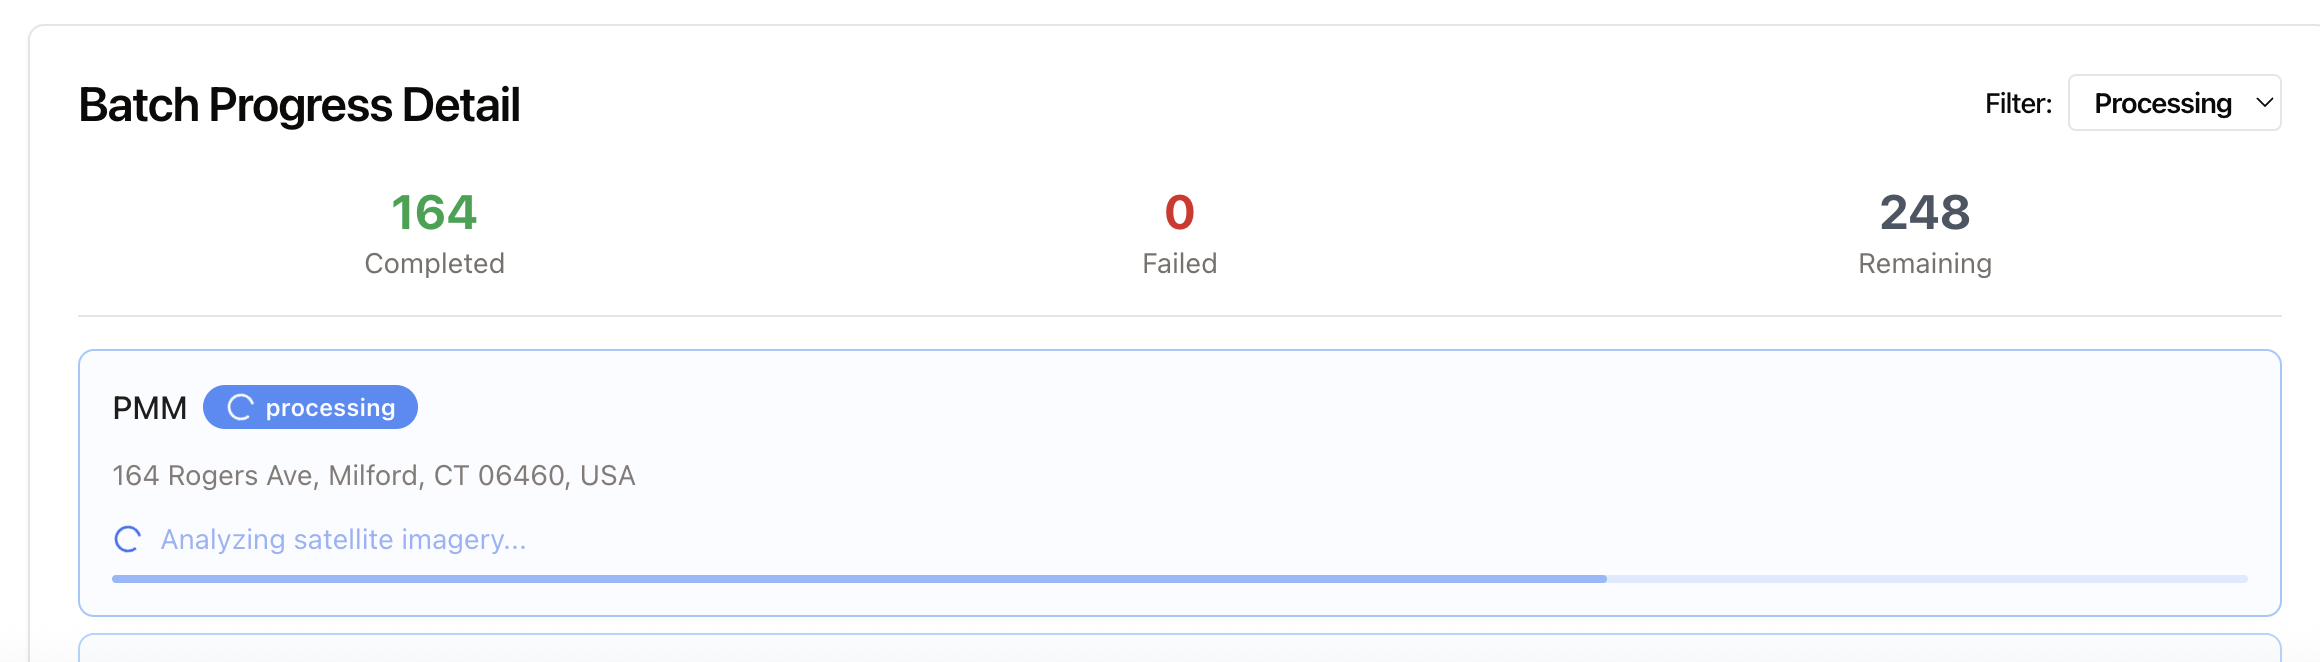 Batch Progress Detail
Filter: Processing
164 0 248
Completed Failed Remaining
PMM processing
164 Rogers Ave, Milford, CT 06460, USA
Analyzing satellite imagery...